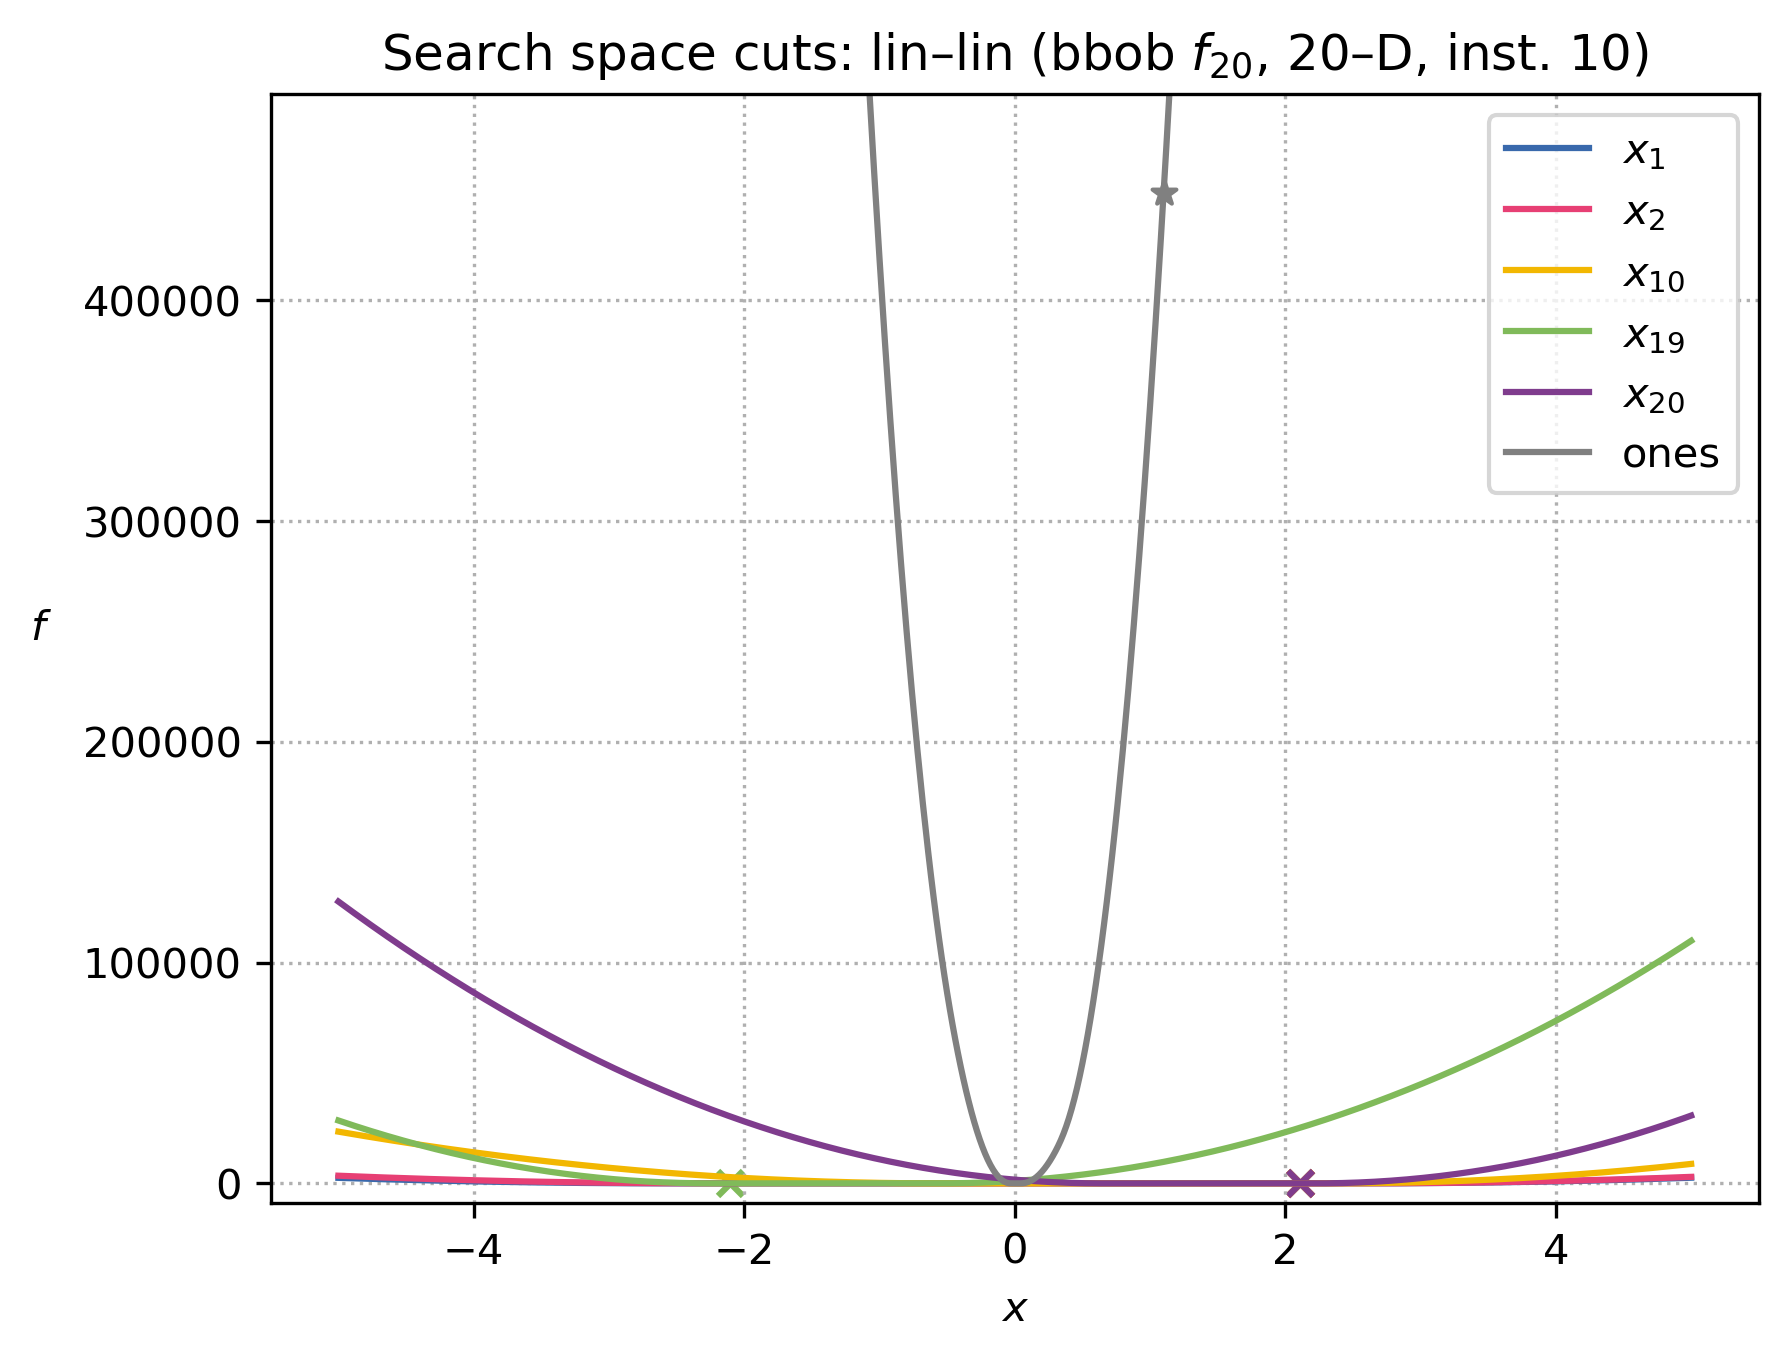 Search space cuts: lin–lin (bbob f20, 20–D, inst. 10)
x1
x2
x10
x19
x20
ones
400000
300000
200000
100000
0
f
−4 −2 0 2 4
x